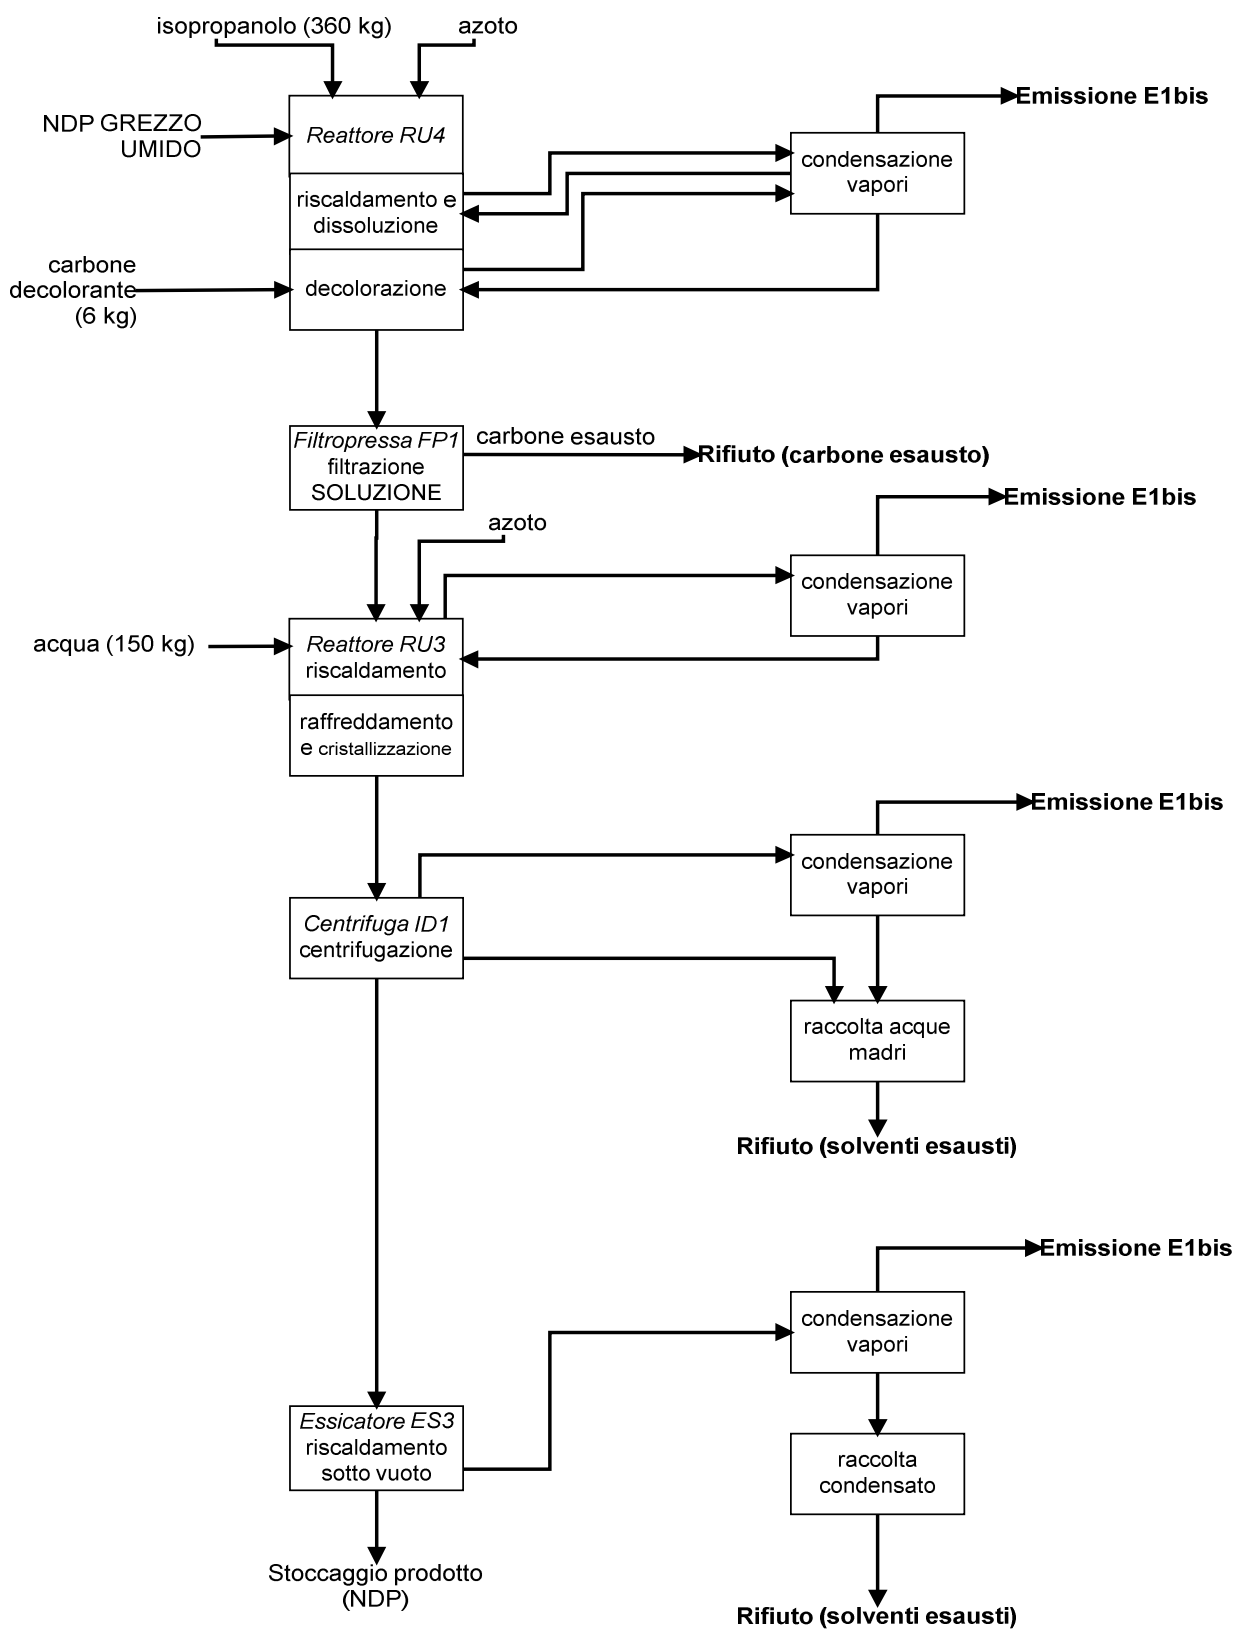 isopropanolo (360 kg)
azoto
Emissione E1bis
NDP GREZZO
UMIDO
Reattore RU4
condensazione
vapori
riscaldamento e
dissoluzione
carbone
decolorante
(6 kg)
decolorazione
Filtropressa FP1
filtrazione
SOLUZIONE
carbone esausto
Rifiuto (carbone esausto)
Emissione E1bis
azoto
condensazione
vapori
acqua (150 kg)
Reattore RU3
riscaldamento
raffreddamento
e cristallizzazione
Emissione E1bis
condensazione
vapori
Centrifuga ID1
centrifugazione
raccolta acque
madri
Rifiuto (solventi esausti)
Emissione E1bis
condensazione
vapori
Essicatore ES3
riscaldamento
sotto vuoto
raccolta
condensato
Stoccaggio prodotto
(NDP)
Rifiuto (solventi esausti)